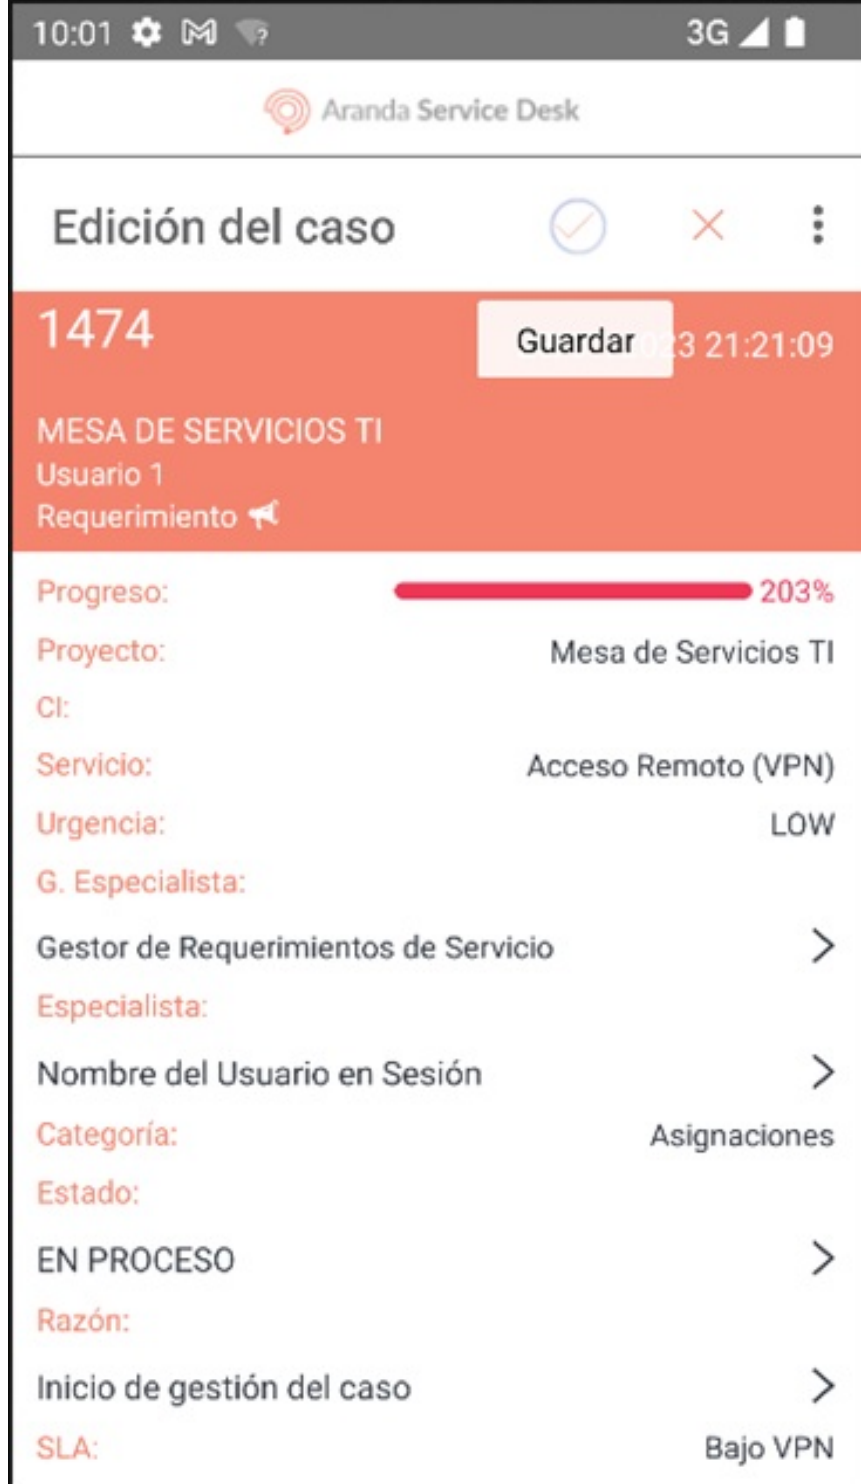 10:01 3G
Aranda Service Desk
Edición del caso
1474
Guardar 23 21:21:09
MESA DE SERVICIOS TI
Usuario 1
Requerimiento
Progreso: 203%
Proyecto: Mesa de Servicios TI
CI:
Servicio: Acceso Remoto (VPN)
Urgencia: LOW
G. Especialista:
Gestor de Requerimientos de Servicio
Especialista:
Nombre del Usuario en Sesión
Categoría: Asignaciones
Estado:
EN PROCESO
Razón:
Inicio de gestión del caso
SLA: Bajo VPN